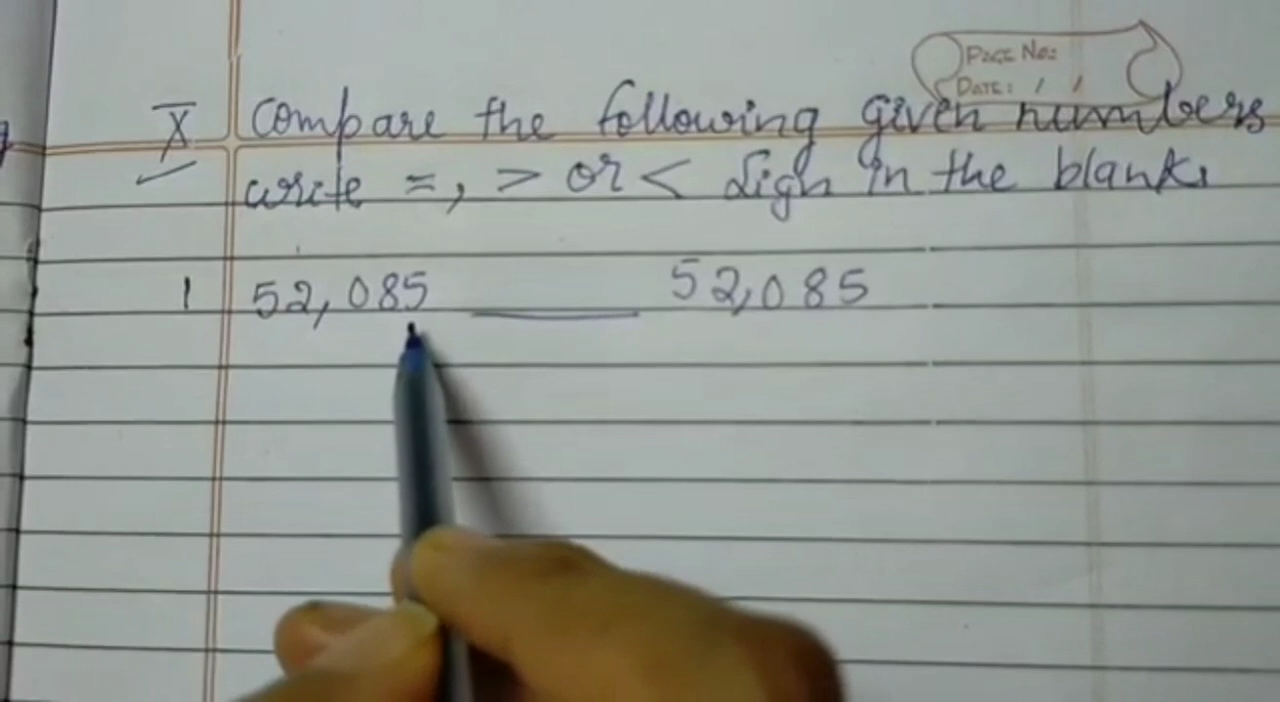 PAGE No:
DATE: / /
X Compare the following given numbers
write =, > or < sign in the blank.
1 52,085 ______ 52,085